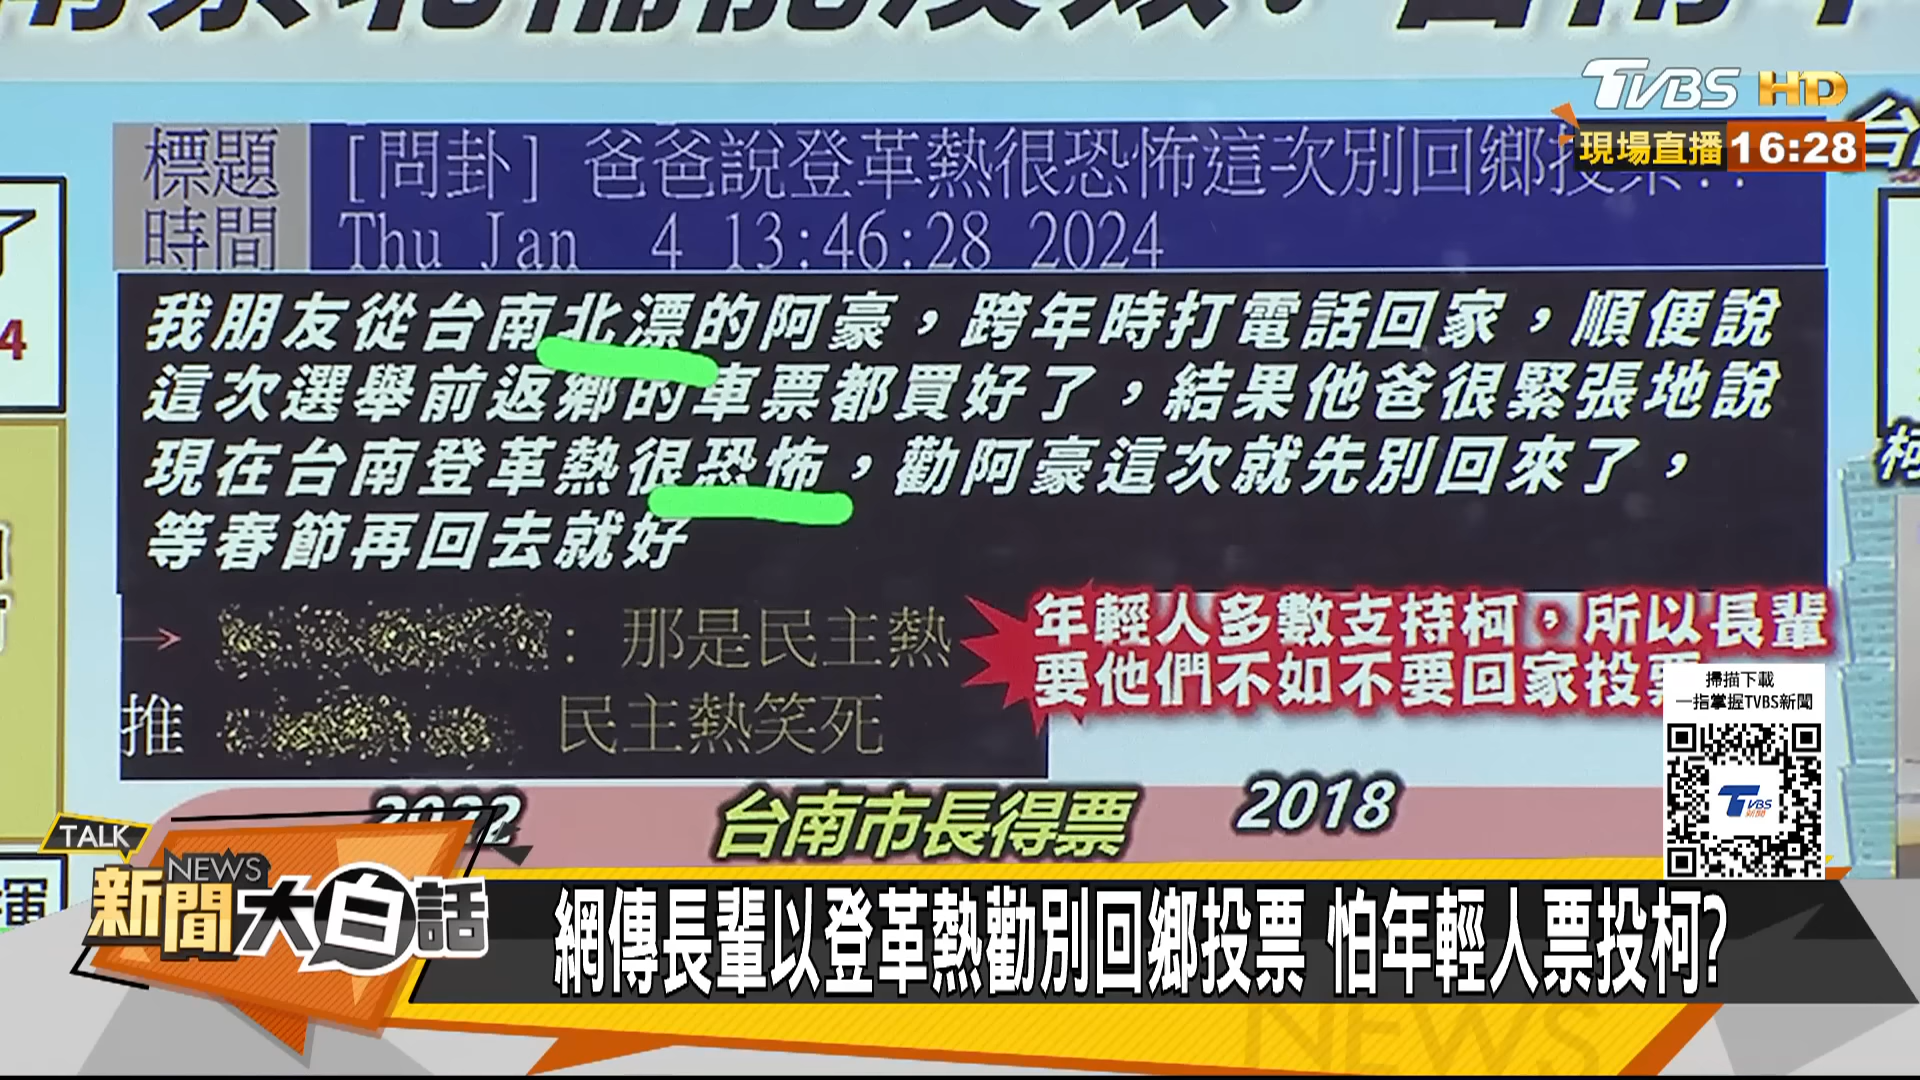 TVBS HD
現場直播 16:28
標題 [問卦] 爸爸說登革熱很恐怖這次別回鄉投票??
時間 Thu Jan 4 13:46:28 2024
我朋友從台南北漂的阿豪，跨年時打電話回家，順便說
這次選舉前返鄉的車票都買好了，結果他爸很緊張地說
現在台南登革熱很恐怖，勸阿豪這次就先別回來了，
等春節再回去就好
→ : 那是民主熱
推 民主熱笑死
年輕人多數支持柯，所以長輩
要他們不如不要回家投票
掃描下載
一指掌握TVBS新聞
TVBS
新聞
了
4
台
柯
2022 台南市長得票 2018
TALK
NEWS
新聞大白話
網傳長輩以登革熱勸別回鄉投票 怕年輕人票投柯?
NEWS